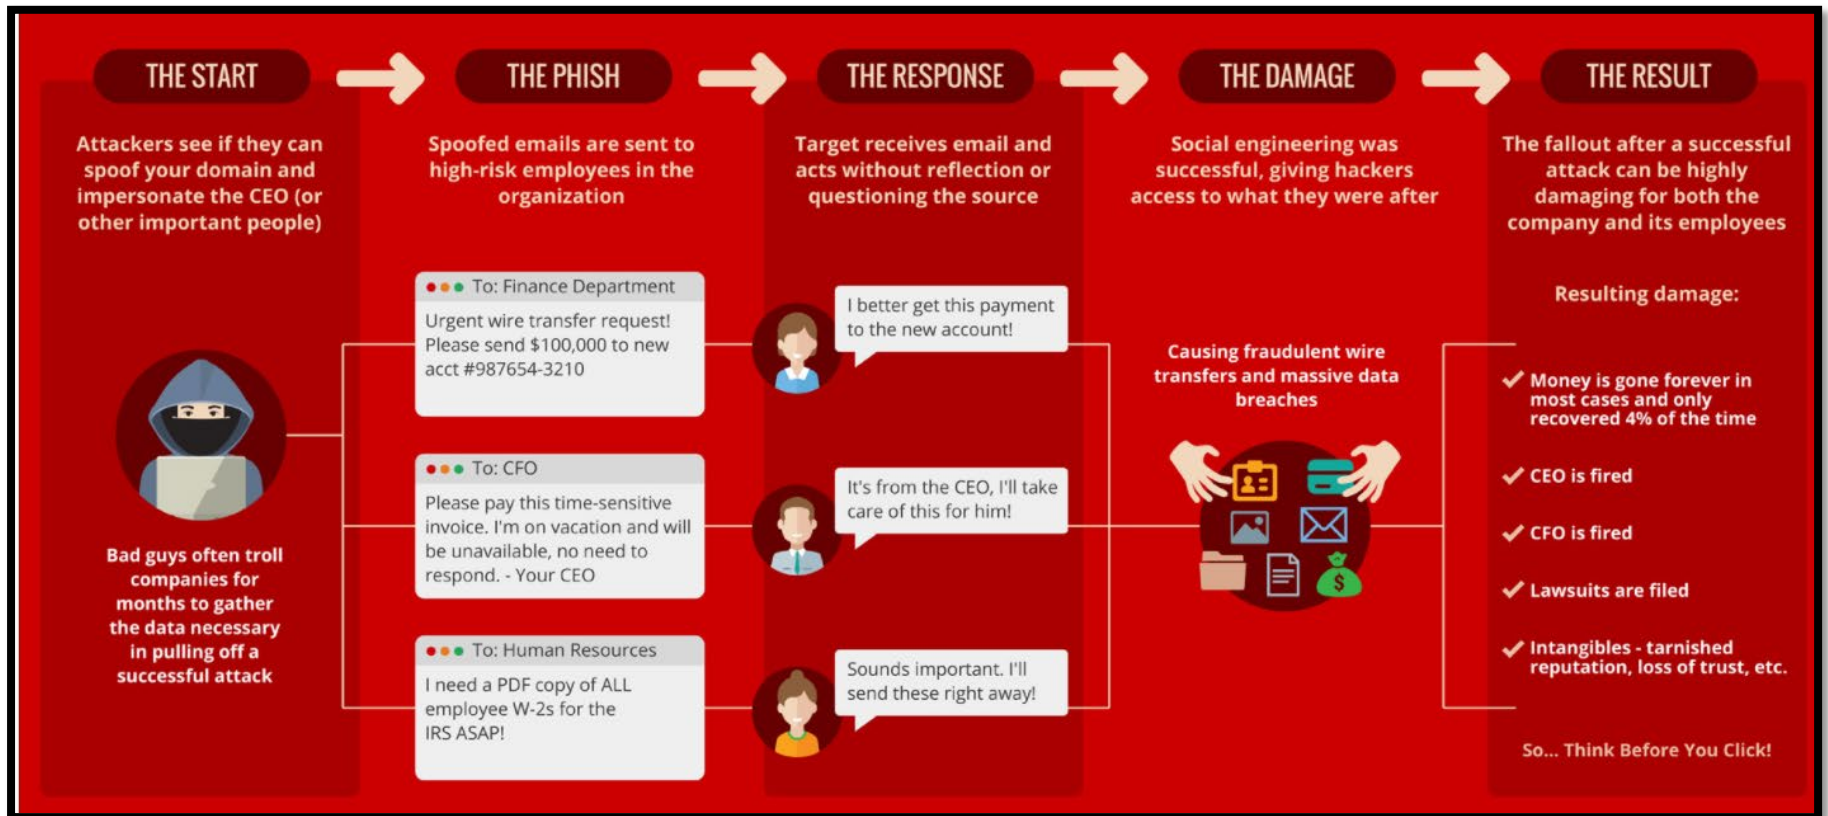 THE START
Attackers see if they can
spoof your domain and
impersonate the CEO (or
other important people)
Bad guys often troll
companies for
months to gather
the data necessary
in pulling off a
successful attack
THE PHISH
Spoofed emails are sent to
high-risk employees in the
organization
To: Finance Department
Urgent wire transfer request!
Please send $100,000 to new
acct #987654-3210
To: CFO
Please pay this time-sensitive
invoice. I'm on vacation and will
be unavailable, no need to
respond. - Your CEO
To: Human Resources
I need a PDF copy of ALL
employee W-2s for the
IRS ASAP!
THE RESPONSE
Target receives email and
acts without reflection or
questioning the source
I better get this payment
to the new account!
It's from the CEO, I'll take
care of this for him!
Sounds important. I'll
send these right away!
THE DAMAGE
Social engineering was
successful, giving hackers
access to what they were after
Causing fraudulent wire
transfers and massive data
breaches
$
THE RESULT
The fallout after a successful
attack can be highly
damaging for both the
company and its employees
Resulting damage:
Money is gone forever in
most cases and only
recovered 4% of the time
CEO is fired
CFO is fired
Lawsuits are filed
Intangibles - tarnished
reputation, loss of trust, etc.
So... Think Before You Click!